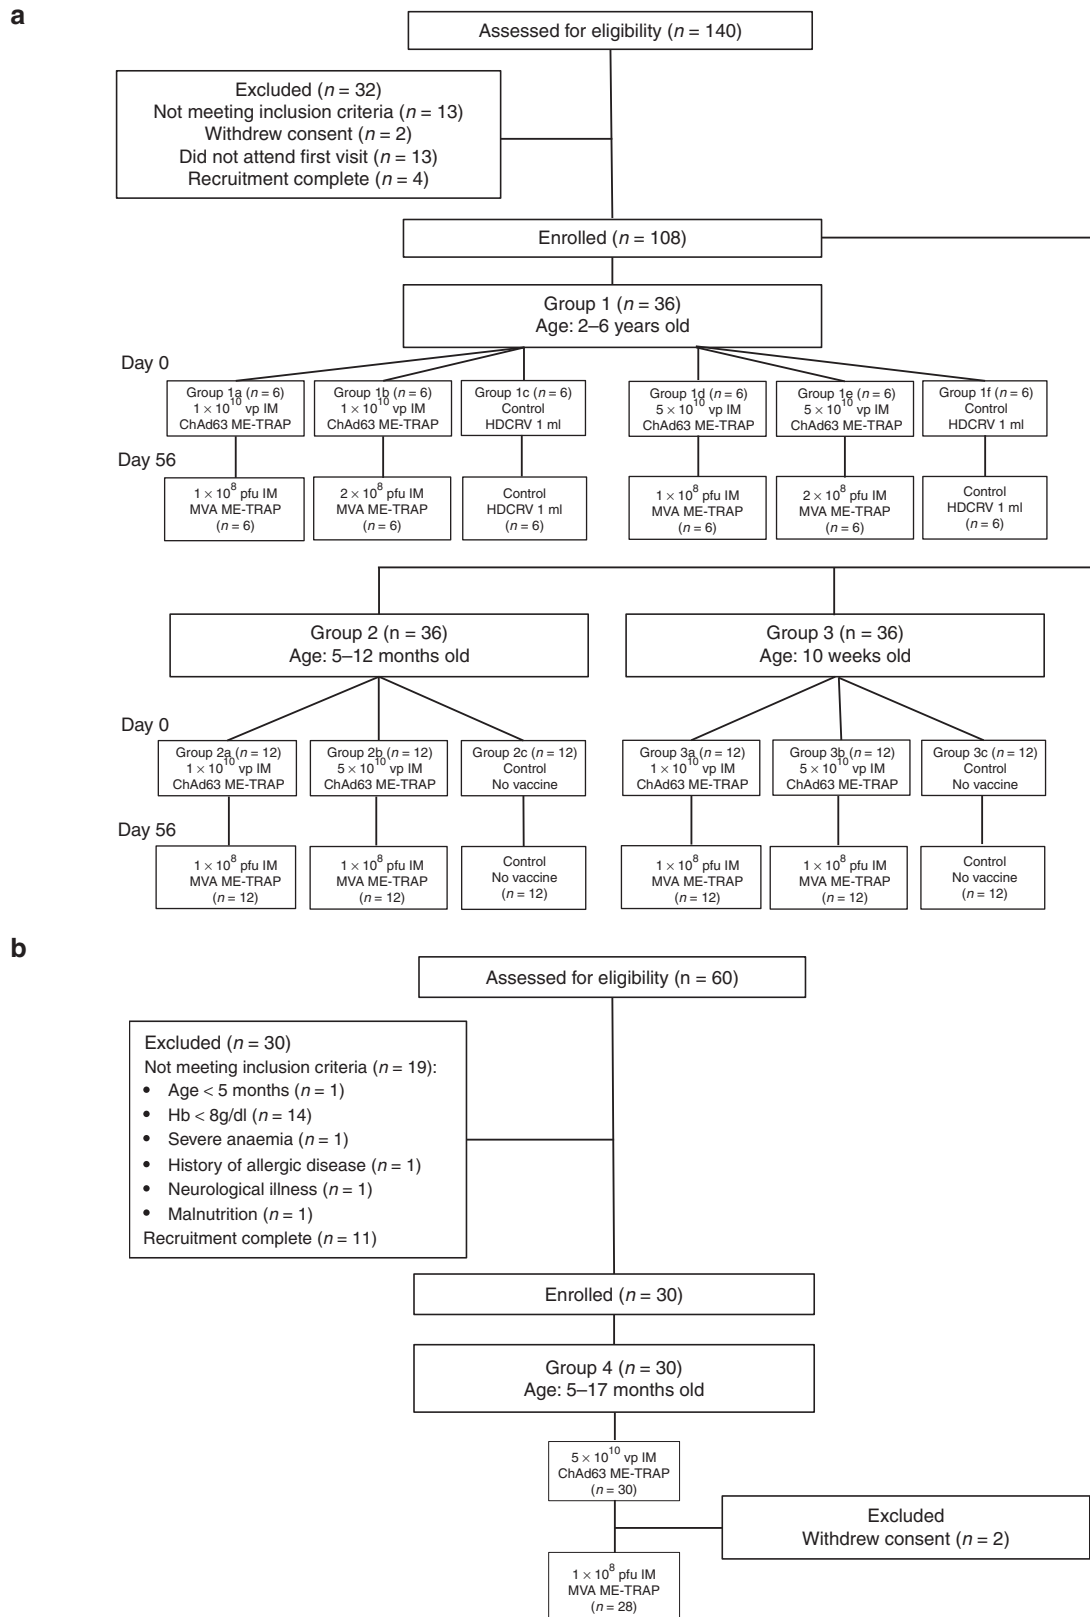 a
Assessed for eligibility (n = 140)
Excluded (n = 32)
Not meeting inclusion criteria (n = 13)
Withdrew consent (n = 2)
Did not attend first visit (n = 13)
Recruitment complete (n = 4)
Enrolled (n = 108)
Group 1 (n = 36)
Age: 2–6 years old
Day 0
Group 1a (n = 6)
1 × 10^10 vp IM
ChAd63 ME-TRAP
Group 1b (n = 6)
1 × 10^10 vp IM
ChAd63 ME-TRAP
Group 1c (n = 6)
Control
HDCRV 1 ml
Group 1d (n = 6)
5 × 10^10 vp IM
ChAd63 ME-TRAP
Group 1e (n = 6)
5 × 10^10 vp IM
ChAd63 ME-TRAP
Group 1f (n = 6)
Control
HDCRV 1 ml
Day 56
1 × 10^8 pfu IM
MVA ME-TRAP
(n = 6)
2 × 10^8 pfu IM
MVA ME-TRAP
(n = 6)
Control
HDCRV 1 ml
(n = 6)
1 × 10^8 pfu IM
MVA ME-TRAP
(n = 6)
2 × 10^8 pfu IM
MVA ME-TRAP
(n = 6)
Control
HDCRV 1 ml
(n = 6)
Group 2 (n = 36)
Age: 5–12 months old
Group 3 (n = 36)
Age: 10 weeks old
Day 0
Group 2a (n = 12)
1 × 10^10 vp IM
ChAd63 ME-TRAP
Group 2b (n = 12)
5 × 10^10 vp IM
ChAd63 ME-TRAP
Group 2c (n = 12)
Control
No vaccine
Group 3a (n = 12)
1 × 10^10 vp IM
ChAd63 ME-TRAP
Group 3b (n = 12)
5 × 10^10 vp IM
ChAd63 ME-TRAP
Group 3c (n = 12)
Control
No vaccine
Day 56
1 × 10^8 pfu IM
MVA ME-TRAP
(n = 12)
1 × 10^8 pfu IM
MVA ME-TRAP
(n = 12)
Control
No vaccine
(n = 12)
1 × 10^8 pfu IM
MVA ME-TRAP
(n = 12)
1 × 10^8 pfu IM
MVA ME-TRAP
(n = 12)
Control
No vaccine
(n = 12)
b
Assessed for eligibility (n = 60)
Excluded (n = 30)
Not meeting inclusion criteria (n = 19):
• Age < 5 months (n = 1)
• Hb < 8g/dl (n = 14)
• Severe anaemia (n = 1)
• History of allergic disease (n = 1)
• Neurological illness (n = 1)
• Malnutrition (n = 1)
Recruitment complete (n = 11)
Enrolled (n = 30)
Group 4 (n = 30)
Age: 5–17 months old
5 × 10^10 vp IM
ChAd63 ME-TRAP
(n = 30)
Excluded
Withdrew consent (n = 2)
1 × 10^8 pfu IM
MVA ME-TRAP
(n = 28)